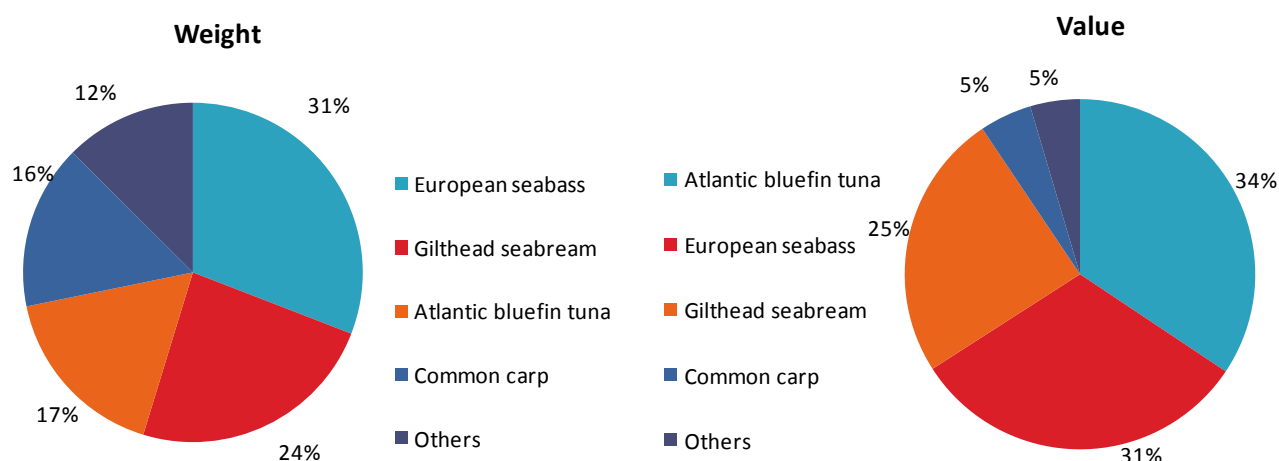 Weight
12%
31%
16%
17%
24%
European seabass
Gilthead seabream
Atlantic bluefin tuna
Common carp
Others
Value
5%
5%
34%
25%
31%
Atlantic bluefin tuna
European seabass
Gilthead seabream
Common carp
Others